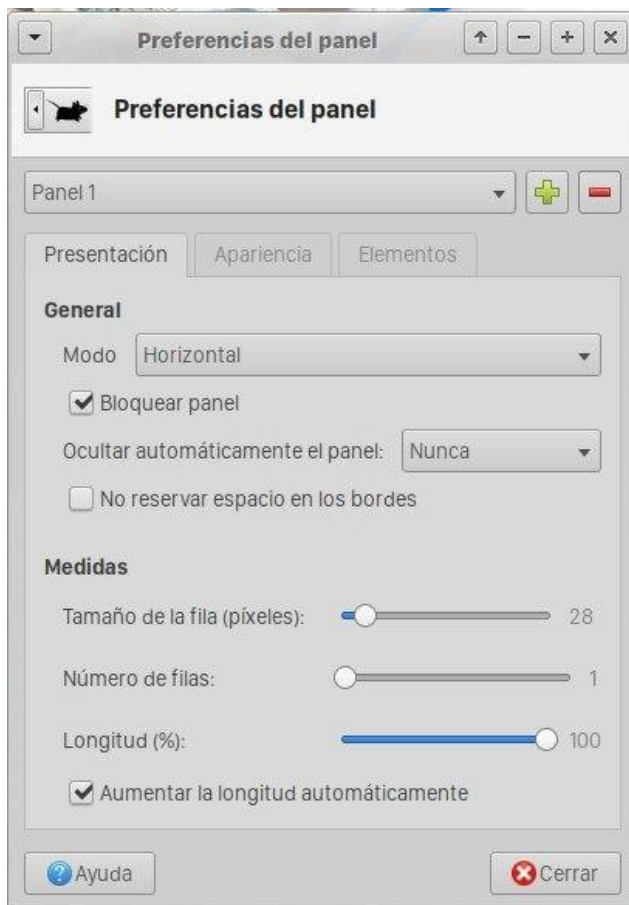 Preferencias del panel
Preferencias del panel
Panel 1
Presentación Apariencia Elementos
General
Modo Horizontal
Bloquear panel
Ocultar automáticamente el panel: Nunca
No reservar espacio en los bordes
Medidas
Tamaño de la fila (píxeles): 28
Número de filas: 1
Longitud (%): 100
Aumentar la longitud automáticamente
Ayuda Cerrar